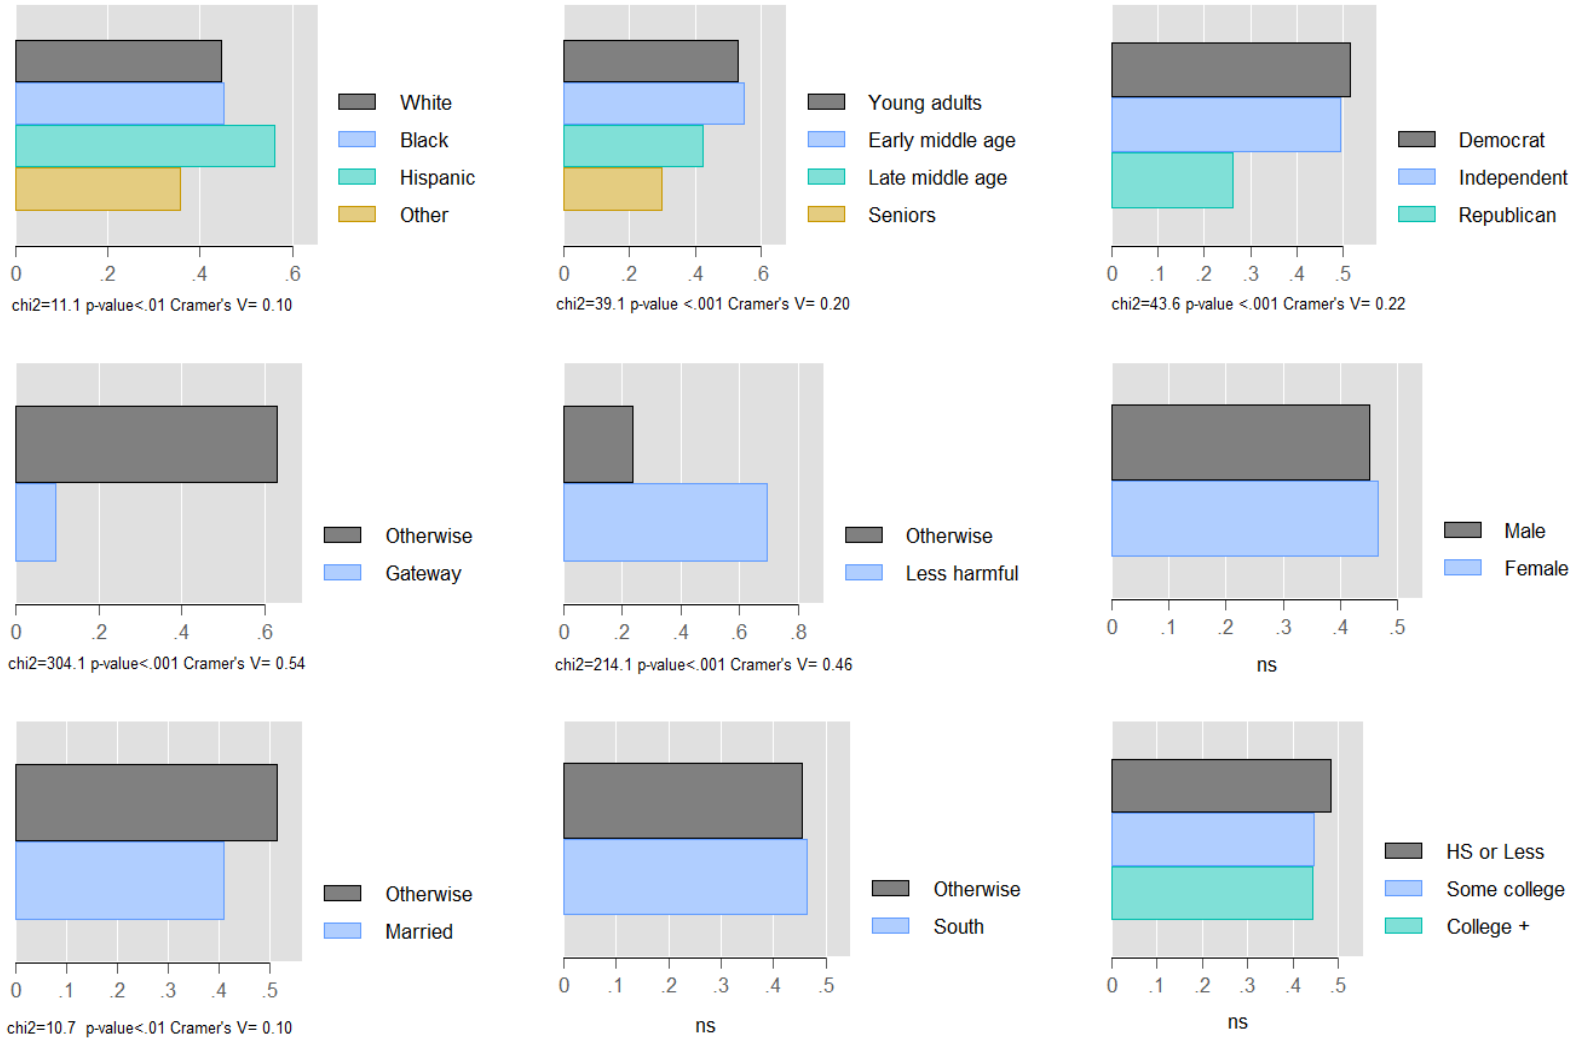 White
Black
Hispanic
Other
0 .2 .4 .6
chi2=11.1 p-value<.01 Cramer's V= 0.10
Young adults
Early middle age
Late middle age
Seniors
0 .2 .4 .6
chi2=39.1 p-value <.001 Cramer's V= 0.20
Democrat
Independent
Republican
0 .1 .2 .3 .4 .5
chi2=43.6 p-value <.001 Cramer's V= 0.22
Otherwise
Gateway
0 .2 .4 .6
chi2=304.1 p-value<.001 Cramer's V= 0.54
Otherwise
Less harmful
0 .2 .4 .6 .8
chi2=214.1 p-value<.001 Cramer's V= 0.46
Male
Female
0 .1 .2 .3 .4 .5
ns
Otherwise
Married
0 .1 .2 .3 .4 .5
chi2=10.7 p-value<.01 Cramer's V= 0.10
Otherwise
South
0 .1 .2 .3 .4 .5
ns
HS or Less
Some college
College +
0 .1 .2 .3 .4 .5
ns